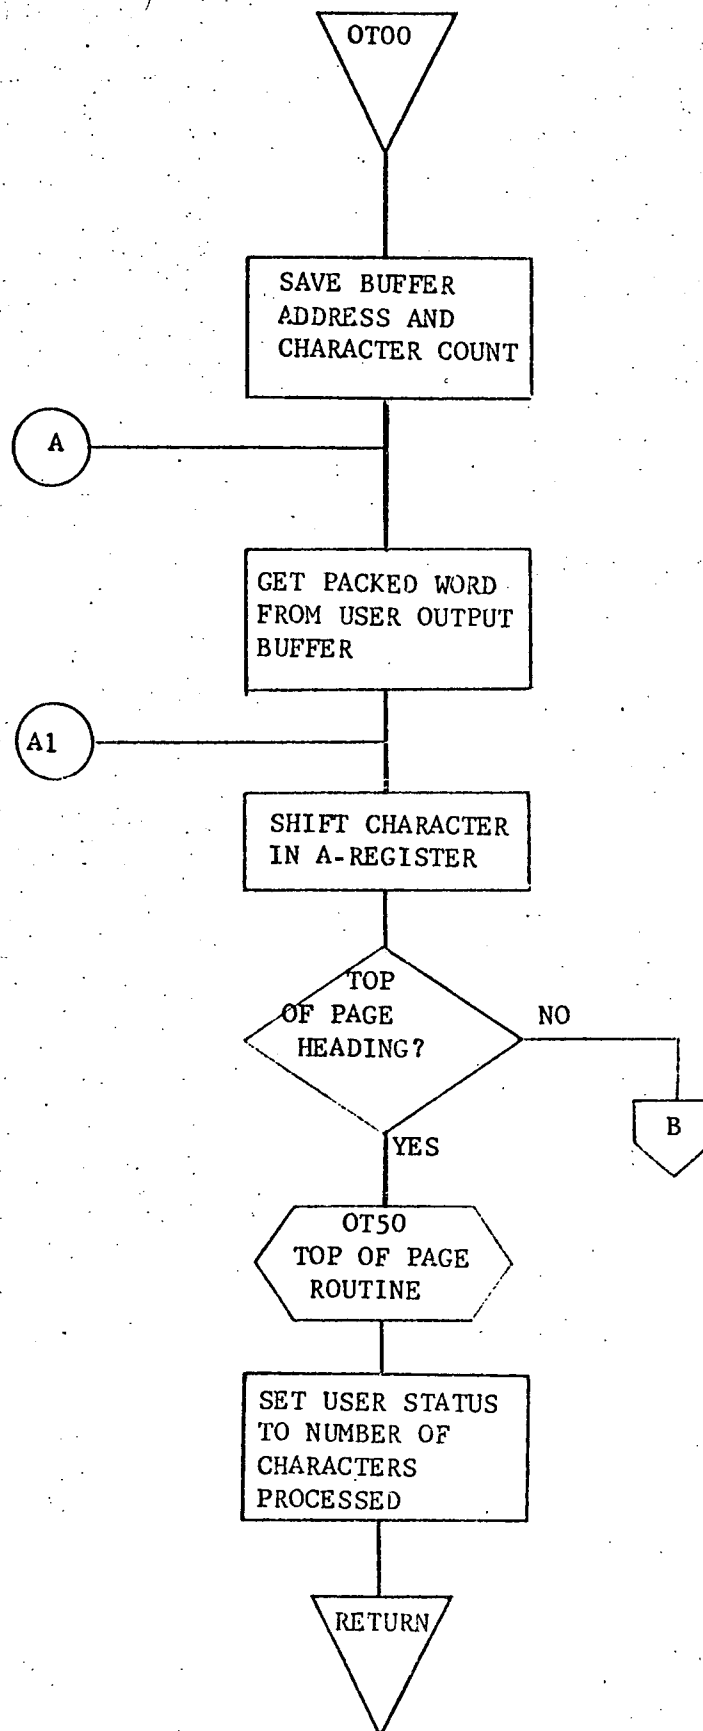 OT00
SAVE BUFFER
ADDRESS AND
CHARACTER COUNT
A
GET PACKED WORD
FROM USER OUTPUT
BUFFER
A1
SHIFT CHARACTER
IN A-REGISTER
TOP
OF PAGE
HEADING?
NO
B
YES
OT50
TOP OF PAGE
ROUTINE
SET USER STATUS
TO NUMBER OF
CHARACTERS
PROCESSED
RETURN